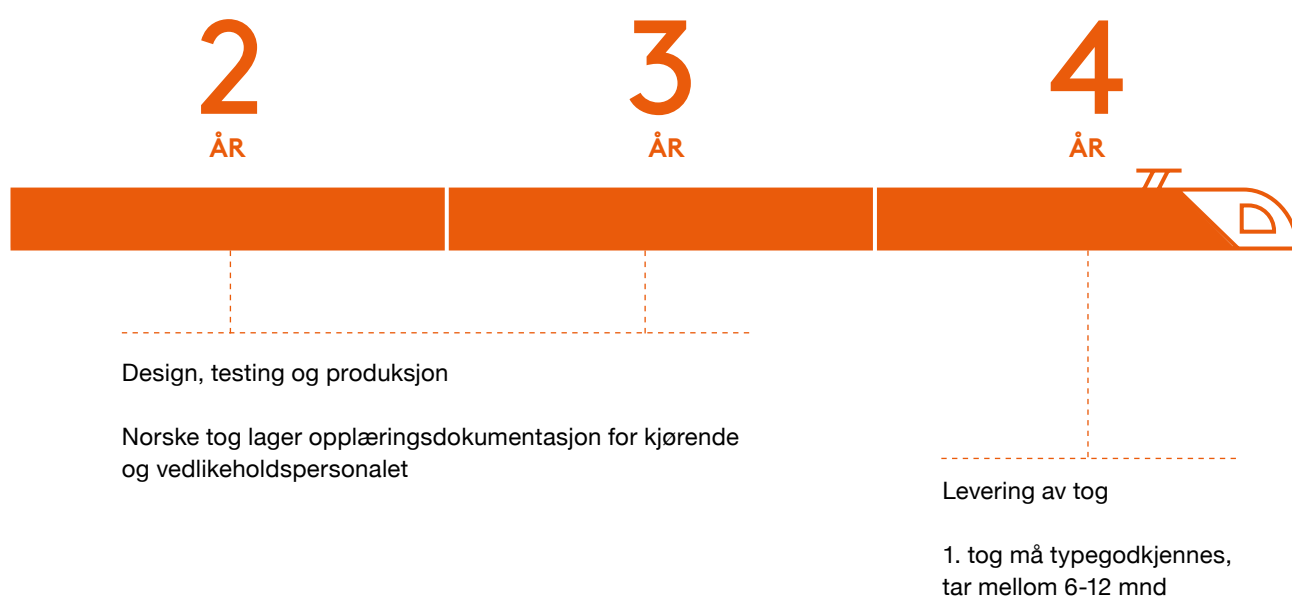 2
ÅR
3
ÅR
4
ÅR
Design, testing og produksjon
Norske tog lager opplæringsdokumentasjon for kjørende
og vedlikeholdspersonalet
Levering av tog
1. tog må typegodkjennes,
tar mellom 6-12 mnd